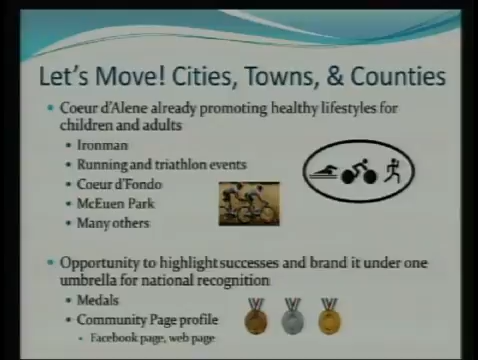 Let's Move! Cities, Towns, & Counties
Coeur d'Alene already promoting healthy lifestyles for
children and adults
Ironman
Running and triathlon events
Coeur d'Fondo
McEuen Park
Many others
Opportunity to highlight successes and brand it under one
umbrella for national recognition
Medals
Community Page profile
Facebook page, web page